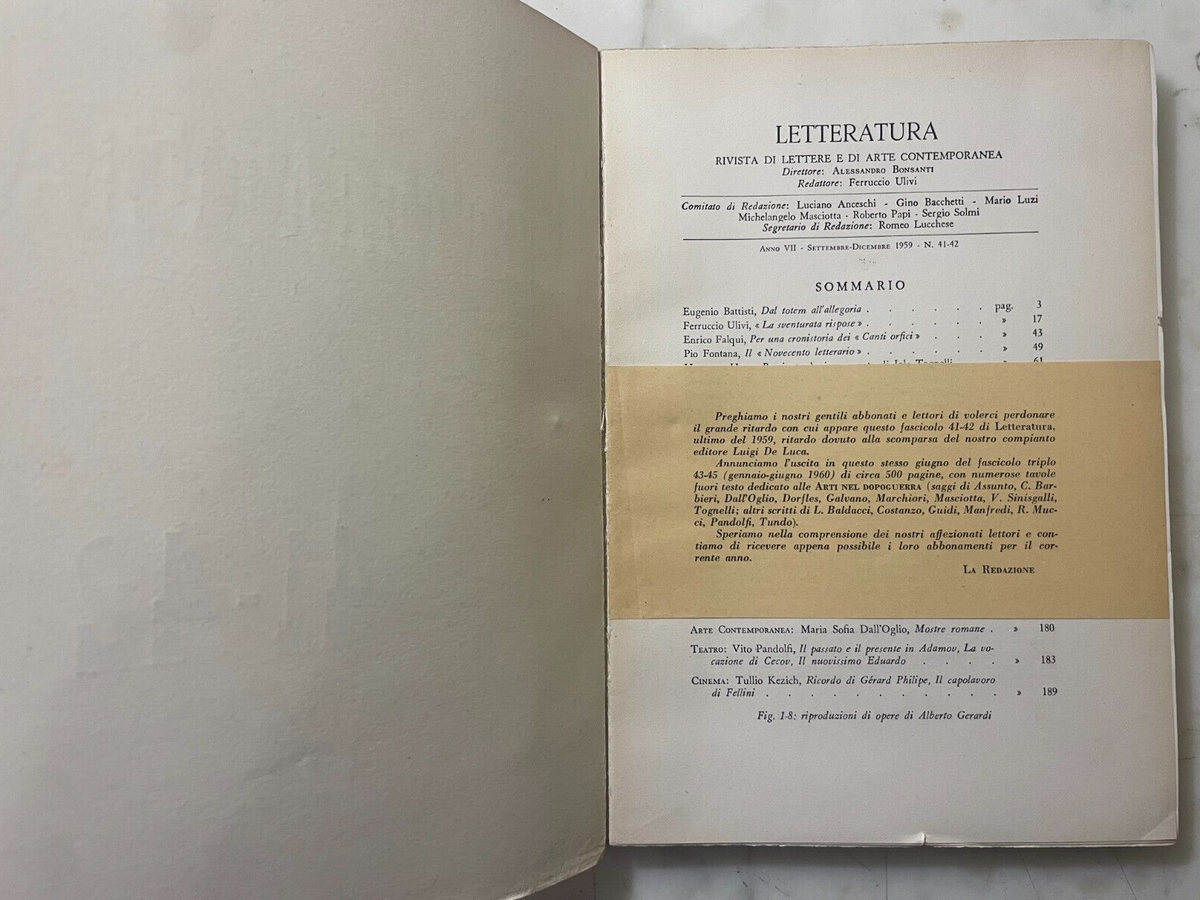 LETTERATURA
RIVISTA DI LETTERE E DI ARTE CONTEMPORANEA
Direttore: ALESSANDRO BONSANTI
Redattore: Ferruccio Ulivi
Comitato di Redazione: Luciano Anceschi - Gino Bacchetti - Mario Luzi
Michelangelo Masciotta - Roberto Papi - Sergio Solmi
Segretario di Redazione: Romeo Lucchese
ANNO VII - SETTEMBRE-DICEMBRE 1959 - N. 41-42
SOMMARIO
Eugenio Battisti, Dal totem all'allegoria . . . . . . pag. 3
Ferruccio Ulivi, « La sventurata rispose » . . . . . . » 17
Enrico Falqui, Per una cronistoria dei « Canti orfici » . . . » 43
Pio Fontana, Il « Novecento letterario » . . . . . . » 49
Tognelli » 61
Preghiamo i nostri gentili abbonati e lettori di volerci perdonare
il grande ritardo con cui appare questo fascicolo 41-42 di Letteratura,
ultimo del 1959, ritardo dovuto alla scomparsa del nostro compianto
editore Luigi De Luca.
Annunciamo l'uscita in questo stesso giugno del fascicolo triplo
43-45 (gennaio-giugno 1960) di circa 500 pagine, con numerose tavole
fuori testo dedicato alle ARTI NEL DOPOGUERRA (saggi di Assunto, C. Bar-
bieri, Dall'Oglio, Dorfles, Galvano, Marchiori, Masciotta, V. Sinisgalli,
Tognelli; altri scritti di L. Baldacci, Costanzo, Guidi, Manfredi, R. Muc-
ci, Pandolfi, Tundo).
Speriamo nella comprensione dei nostri affezionati lettori e con-
tiamo di ricevere appena possibile i loro abbonamenti per il cor-
rente anno.
LA REDAZIONE
ARTE CONTEMPORANEA: Maria Sofia Dall'Oglio, Mostre romane . » 180
TEATRO: Vito Pandolfi, Il passato e il presente in Adamov, La vo-
cazione di Cecov, Il nuovissimo Eduardo . . . . » 183
CINEMA: Tullio Kezich, Ricordo di Gérard Philipe, Il capolavoro
di Fellini . . . . . . . . . . . » 189
Fig. 1-8: riproduzioni di opere di Alberto Gerardi